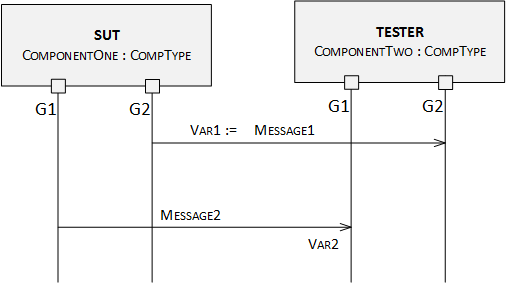 SUT
COMPONENTONE : COMPTYPE
TESTER
COMPONENTTWO : COMPTYPE
G1
G2
G1
G2
VAR1 := MESSAGE1
MESSAGE2
VAR2